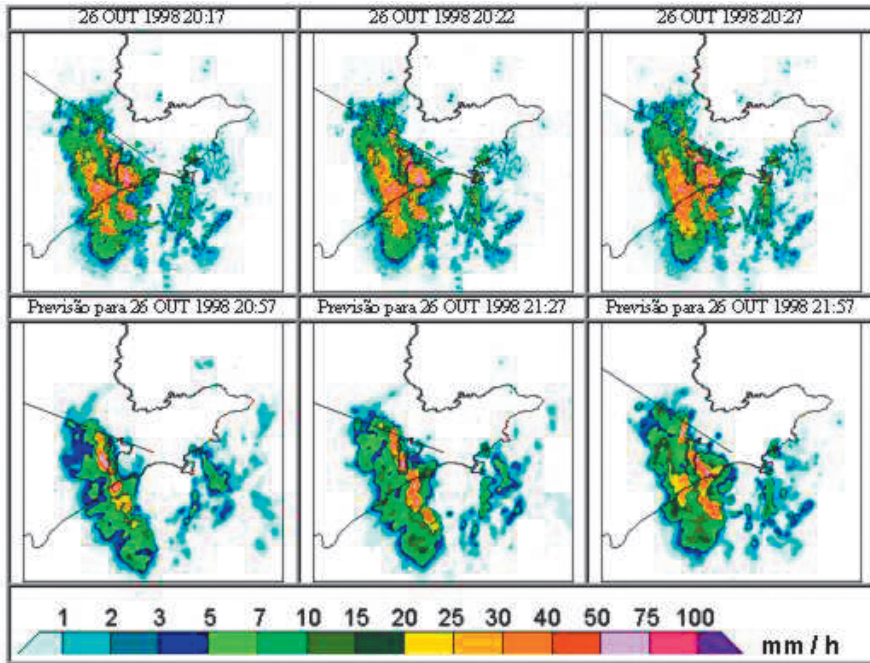 26 OUT 1998 20:17 26 OUT 1998 20:22 26 OUT 1998 20:27
Previsão para 26 OUT 1998 20:57 Previsão para 26 OUT 1998 21:27 Previsão para 26 OUT 1998 21:57
1 2 3 5 7 10 15 20 25 30 40 50 75 100 mm / h